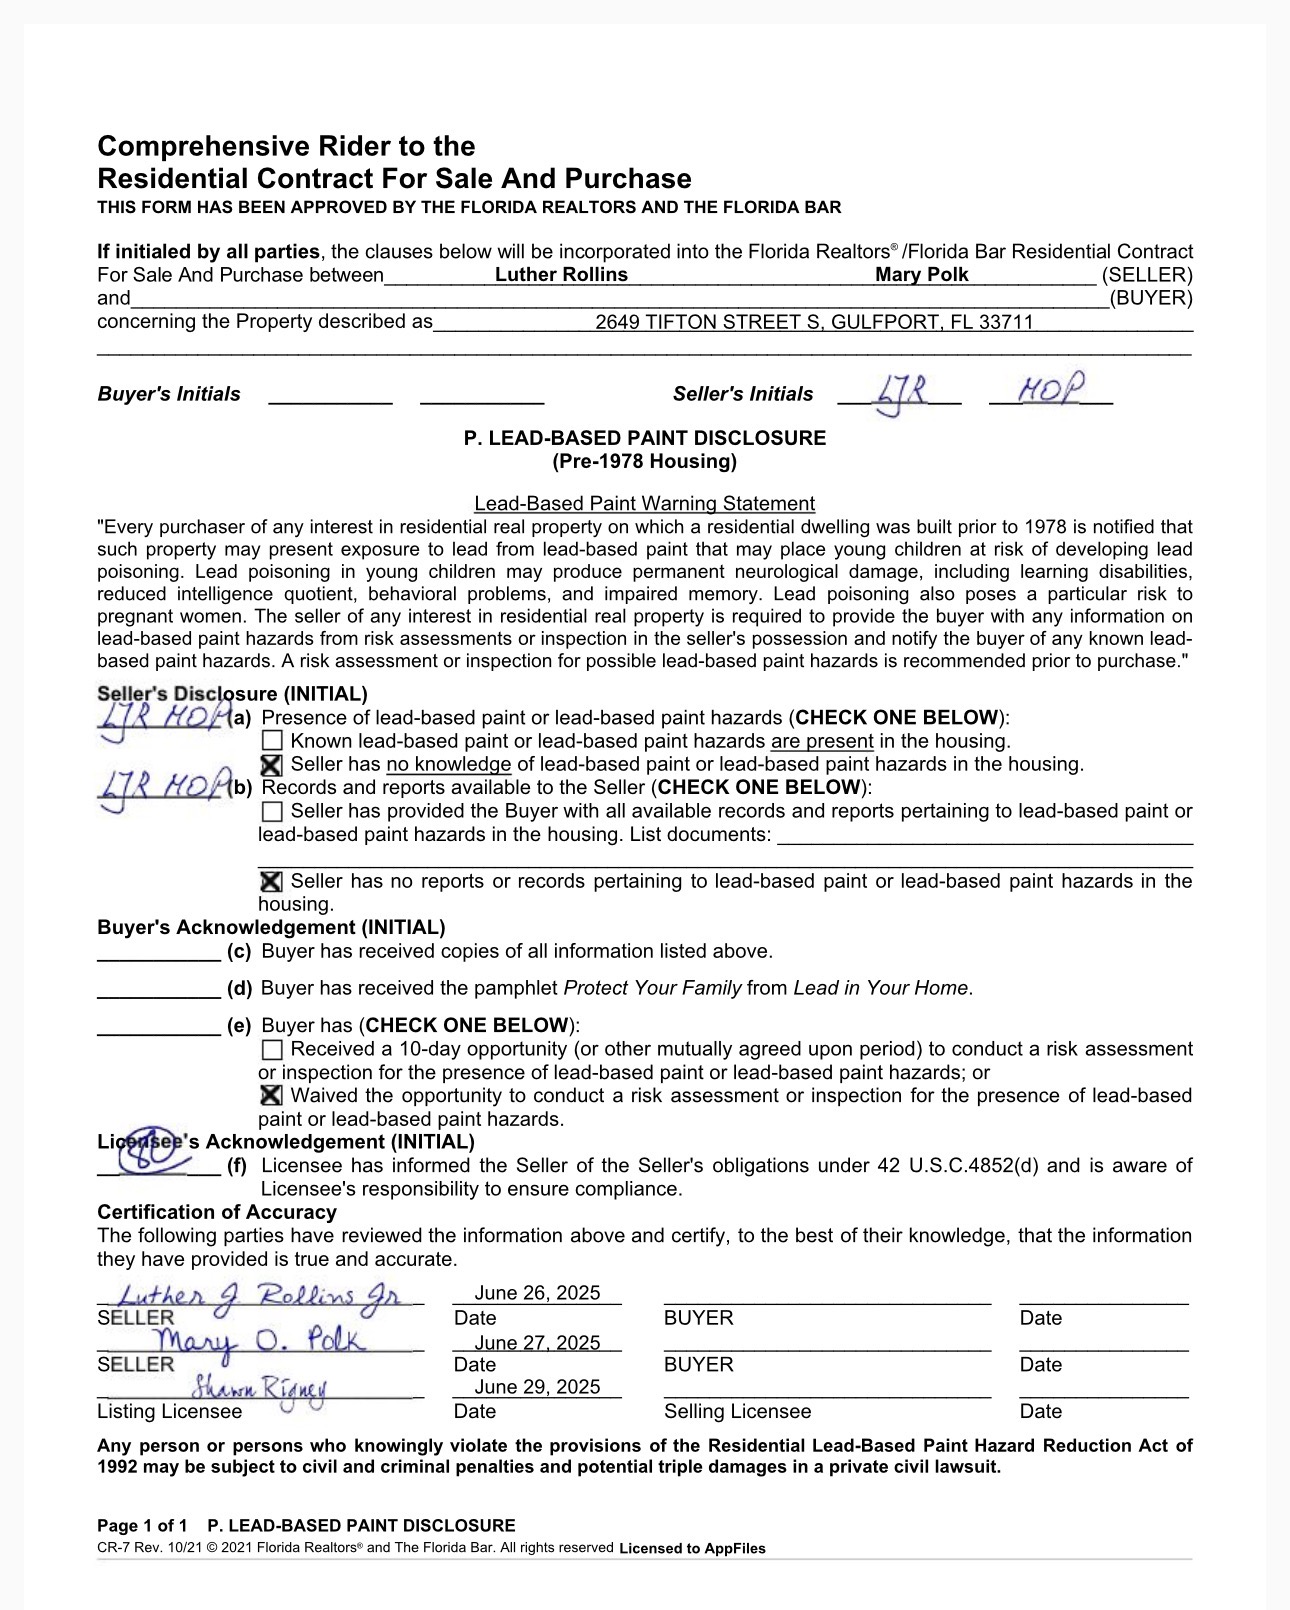 Comprehensive Rider to the
Residential Contract For Sale And Purchase
THIS FORM HAS BEEN APPROVED BY THE FLORIDA REALTORS AND THE FLORIDA BAR
If initialed by all parties, the clauses below will be incorporated into the Florida Realtors® /Florida Bar Residential Contract
For Sale And Purchase between Luther Rollins Mary Polk (SELLER)
and (BUYER)
concerning the Property described as 2649 TIFTON STREET S, GULFPORT, FL 33711
Buyer's Initials Seller's Initials LJR MOP
P. LEAD-BASED PAINT DISCLOSURE
(Pre-1978 Housing)
Lead-Based Paint Warning Statement
"Every purchaser of any interest in residential real property on which a residential dwelling was built prior to 1978 is notified that
such property may present exposure to lead from lead-based paint that may place young children at risk of developing lead
poisoning. Lead poisoning in young children may produce permanent neurological damage, including learning disabilities,
reduced intelligence quotient, behavioral problems, and impaired memory. Lead poisoning also poses a particular risk to
pregnant women. The seller of any interest in residential real property is required to provide the buyer with any information on
lead-based paint hazards from risk assessments or inspection in the seller's possession and notify the buyer of any known lead-
based paint hazards. A risk assessment or inspection for possible lead-based paint hazards is recommended prior to purchase."
Seller's Disclosure (INITIAL)
LJR MOP (a) Presence of lead-based paint or lead-based paint hazards (CHECK ONE BELOW):
Known lead-based paint or lead-based paint hazards are present in the housing.
Seller has no knowledge of lead-based paint or lead-based paint hazards in the housing.
LJR MOP (b) Records and reports available to the Seller (CHECK ONE BELOW):
Seller has provided the Buyer with all available records and reports pertaining to lead-based paint or
lead-based paint hazards in the housing. List documents:
Seller has no reports or records pertaining to lead-based paint or lead-based paint hazards in the
housing.
Buyer's Acknowledgement (INITIAL)
(c) Buyer has received copies of all information listed above.
(d) Buyer has received the pamphlet Protect Your Family from Lead in Your Home.
(e) Buyer has (CHECK ONE BELOW):
Received a 10-day opportunity (or other mutually agreed upon period) to conduct a risk assessment
or inspection for the presence of lead-based paint or lead-based paint hazards; or
Waived the opportunity to conduct a risk assessment or inspection for the presence of lead-based
paint or lead-based paint hazards.
Licensee's Acknowledgement (INITIAL)
(f) Licensee has informed the Seller of the Seller's obligations under 42 U.S.C.4852(d) and is aware of
Licensee's responsibility to ensure compliance.
Certification of Accuracy
The following parties have reviewed the information above and certify, to the best of their knowledge, that the information
they have provided is true and accurate.
Luther J Rollins Jr June 26, 2025
SELLER Date BUYER Date
Mary O. Polk June 27, 2025
SELLER Date BUYER Date
Shawn Rigney June 29, 2025
Listing Licensee Date Selling Licensee Date
Any person or persons who knowingly violate the provisions of the Residential Lead-Based Paint Hazard Reduction Act of
1992 may be subject to civil and criminal penalties and potential triple damages in a private civil lawsuit.
Page 1 of 1 P. LEAD-BASED PAINT DISCLOSURE
CR-7 Rev. 10/21 © 2021 Florida Realtors® and The Florida Bar. All rights reserved Licensed to AppFiles